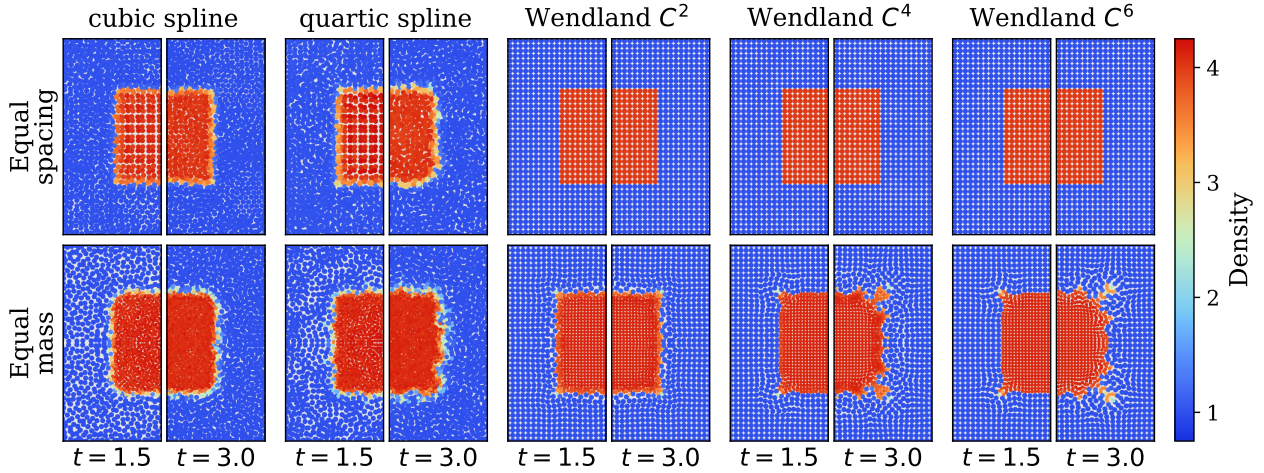 cubic spline quartic spline Wendland C² Wendland C⁴ Wendland C⁶
Equal
spacing
Equal
mass
4
3
2
1
Density
t = 1.5 t = 3.0 t = 1.5 t = 3.0 t = 1.5 t = 3.0 t = 1.5 t = 3.0 t = 1.5 t = 3.0